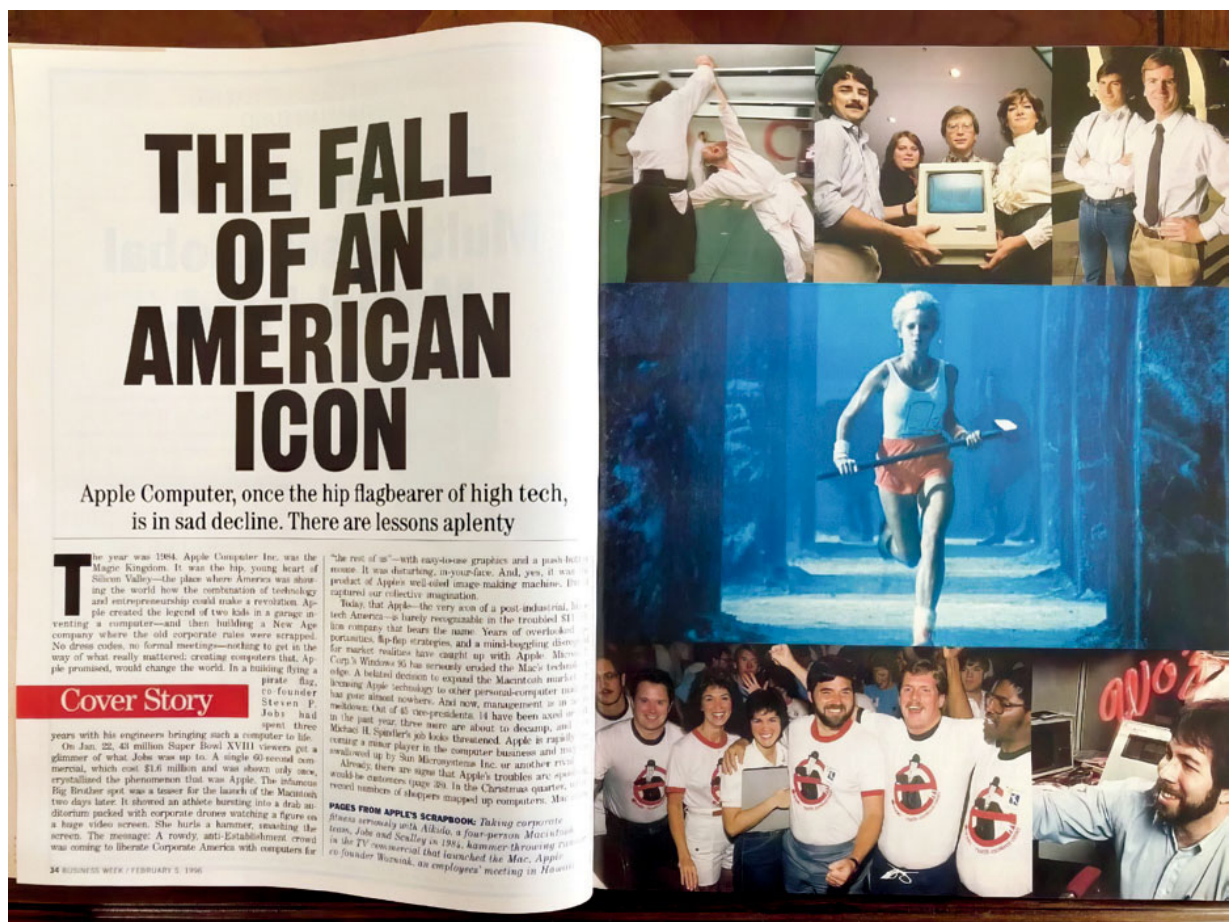 THE FALL
OF AN
AMERICAN
ICON
Apple Computer, once the hip flagbearer of high tech,
is in sad decline. There are lessons aplenty
The year was 1984. Apple Computer Inc. was the
Magic Kingdom. It was the hip, young heart of
Silicon Valley—the place where America was show-
ing the world how the combination of technology
and entrepreneurship could make a revolution. Ap-
ple created the legend of two kids in a garage in-
venting a computer—and then building a New Age
company where the old corporate rules were scrapped.
No dress codes, no formal meetings—nothing to get in the
way of what really mattered: creating computers that, Ap-
ple promised, would change the world. In a building flying a
pirate flag,
co-founder
Steven P.
Jobs had
spent three
Cover Story
years with his engineers bringing such a computer to life.
On Jan. 22, 43 million Super Bowl XVIII viewers got a
glimmer of what Jobs was up to. A single 60-second com-
mercial, which cost $1.6 million and was shown only once,
crystallized the phenomenon that was Apple. The infamous
Big Brother spot was a teaser for the launch of the Macintosh
two days later. It showed an athlete bursting into a drab au-
ditorium packed with corporate drones watching a figure on
a huge video screen. She hurls a hammer, smashing the
screen. The message: A rowdy, anti-Establishment crowd
was coming to liberate Corporate America with computers for
"the rest of us"—with easy-to-use graphics and a push-button
mouse. It was disturbing, in-your-face. And, yes, it was
product of Apple's well-oiled image-making machine. But
captured our collective imagination.
Today, that Apple—the very icon of a post-industrial,
tech America—is barely recognizable in the troubled
lion company that bears the name. Years of overlooked
portunities, flip-flop strategies, and a mind-boggling
for market realities have caught up with Apple.
Corp.'s Windows 95 has seriously eroded the Mac's
edge. A belated decision to expand the Macintosh market
licensing Apple technology to other personal-computer
has gone almost nowhere. And now, management is in
meltdown: Out of 45 vice-presidents, 14 have been axed or
in the past year, three more are about to decamp, and
Michael H. Spindler's job looks threatened. Apple is rapidly
coming a minor player in the computer business and
swallowed up by Sun Microsystems Inc. or another
Already, there are signs that Apple's troubles are
would-be customers (page 39). In the Christmas quarter,
record numbers of shoppers snapped up computers,
PAGES FROM APPLE'S SCRAPBOOK: Taking corporate
fitness seriously with Aikido, a four-person Macintosh
team, Jobs and Sculley in 1984, hammer throwing
in the TV commercial that launched the Mac, Apple
co-founder Wozniak, an employees' meeting in Hawaii
34 BUSINESS WEEK / FEBRUARY 5, 1996
WOZ